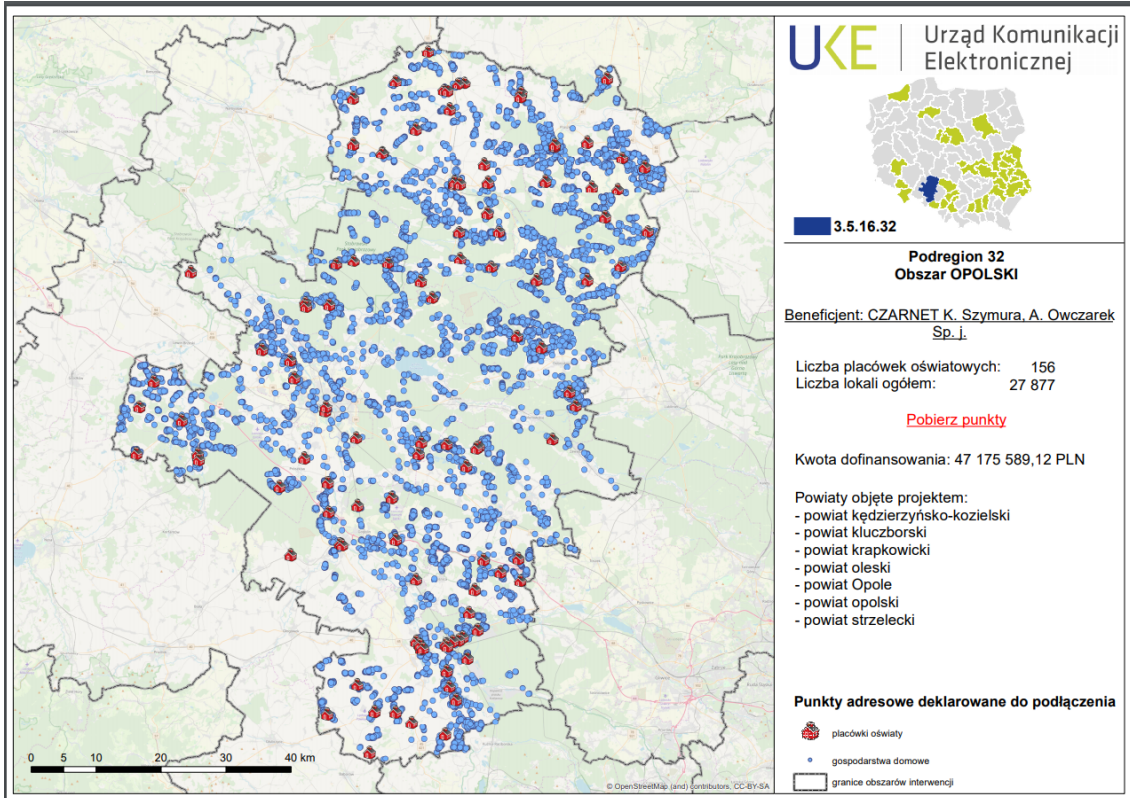 UKE
Urząd Komunikacji
Elektronicznej
3.5.16.32
Podregion 32
Obszar OPOLSKI
Beneficjent: CZARNET K. Szymura, A. Owczarek
Sp. j.
Liczba placówek oświatowych: 156
Liczba lokali ogółem: 27 877
Pobierz punkty
Kwota dofinansowania: 47 175 589,12 PLN
Powiaty objęte projektem:
- powiat kędzierzyńsko-kozielski
- powiat kluczborski
- powiat krapkowicki
- powiat oleski
- powiat Opole
- powiat opolski
- powiat strzelecki
Punkty adresowe deklarowane do podłączenia
placówki oświaty
gospodarstwa domowe
granice obszarów interwencji
0 5 10 20 30 40 km
© OpenStreetMap (and) contributors, CC-BY-SA